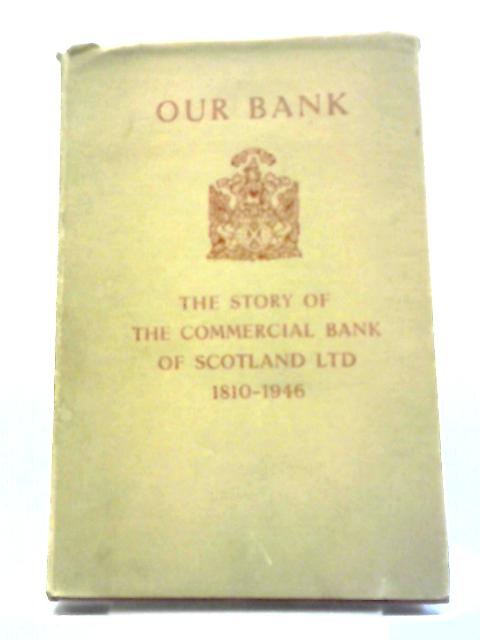 OUR BANK
THE STORY OF
THE COMMERCIAL BANK
OF SCOTLAND LTD
1810-1946